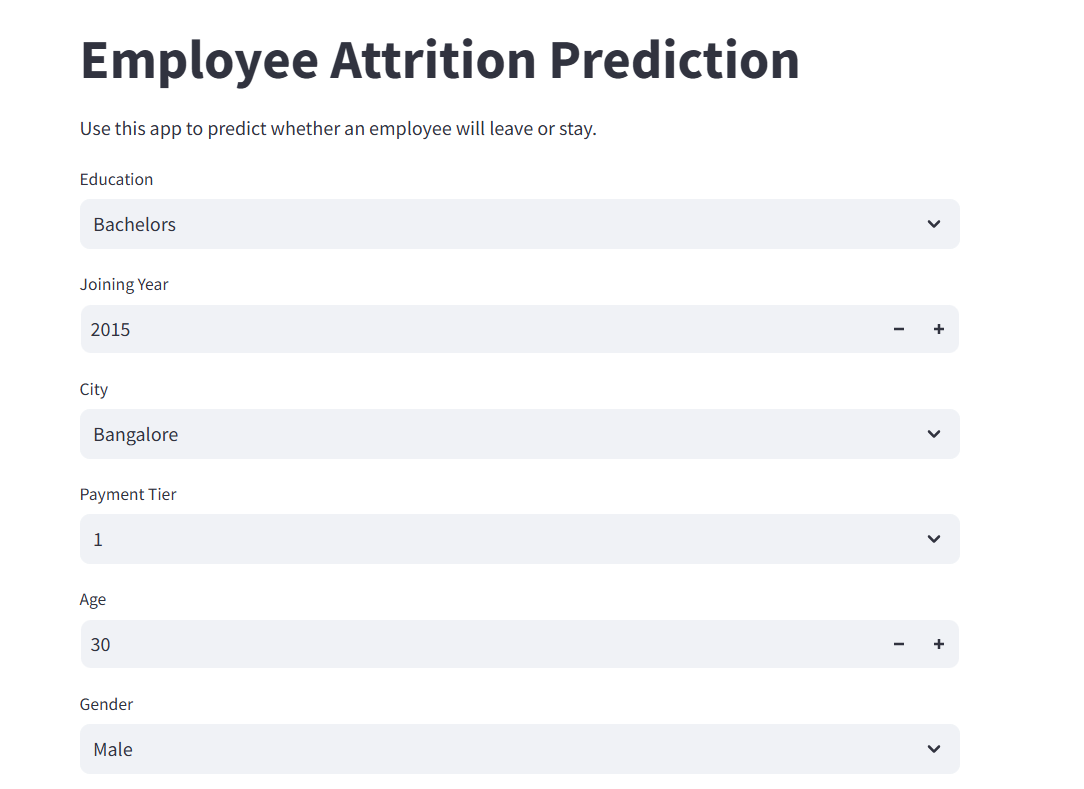 Employee Attrition Prediction
Use this app to predict whether an employee will leave or stay.
Education
Bachelors
Joining Year
2015
City
Bangalore
Payment Tier
1
Age
30
Gender
Male